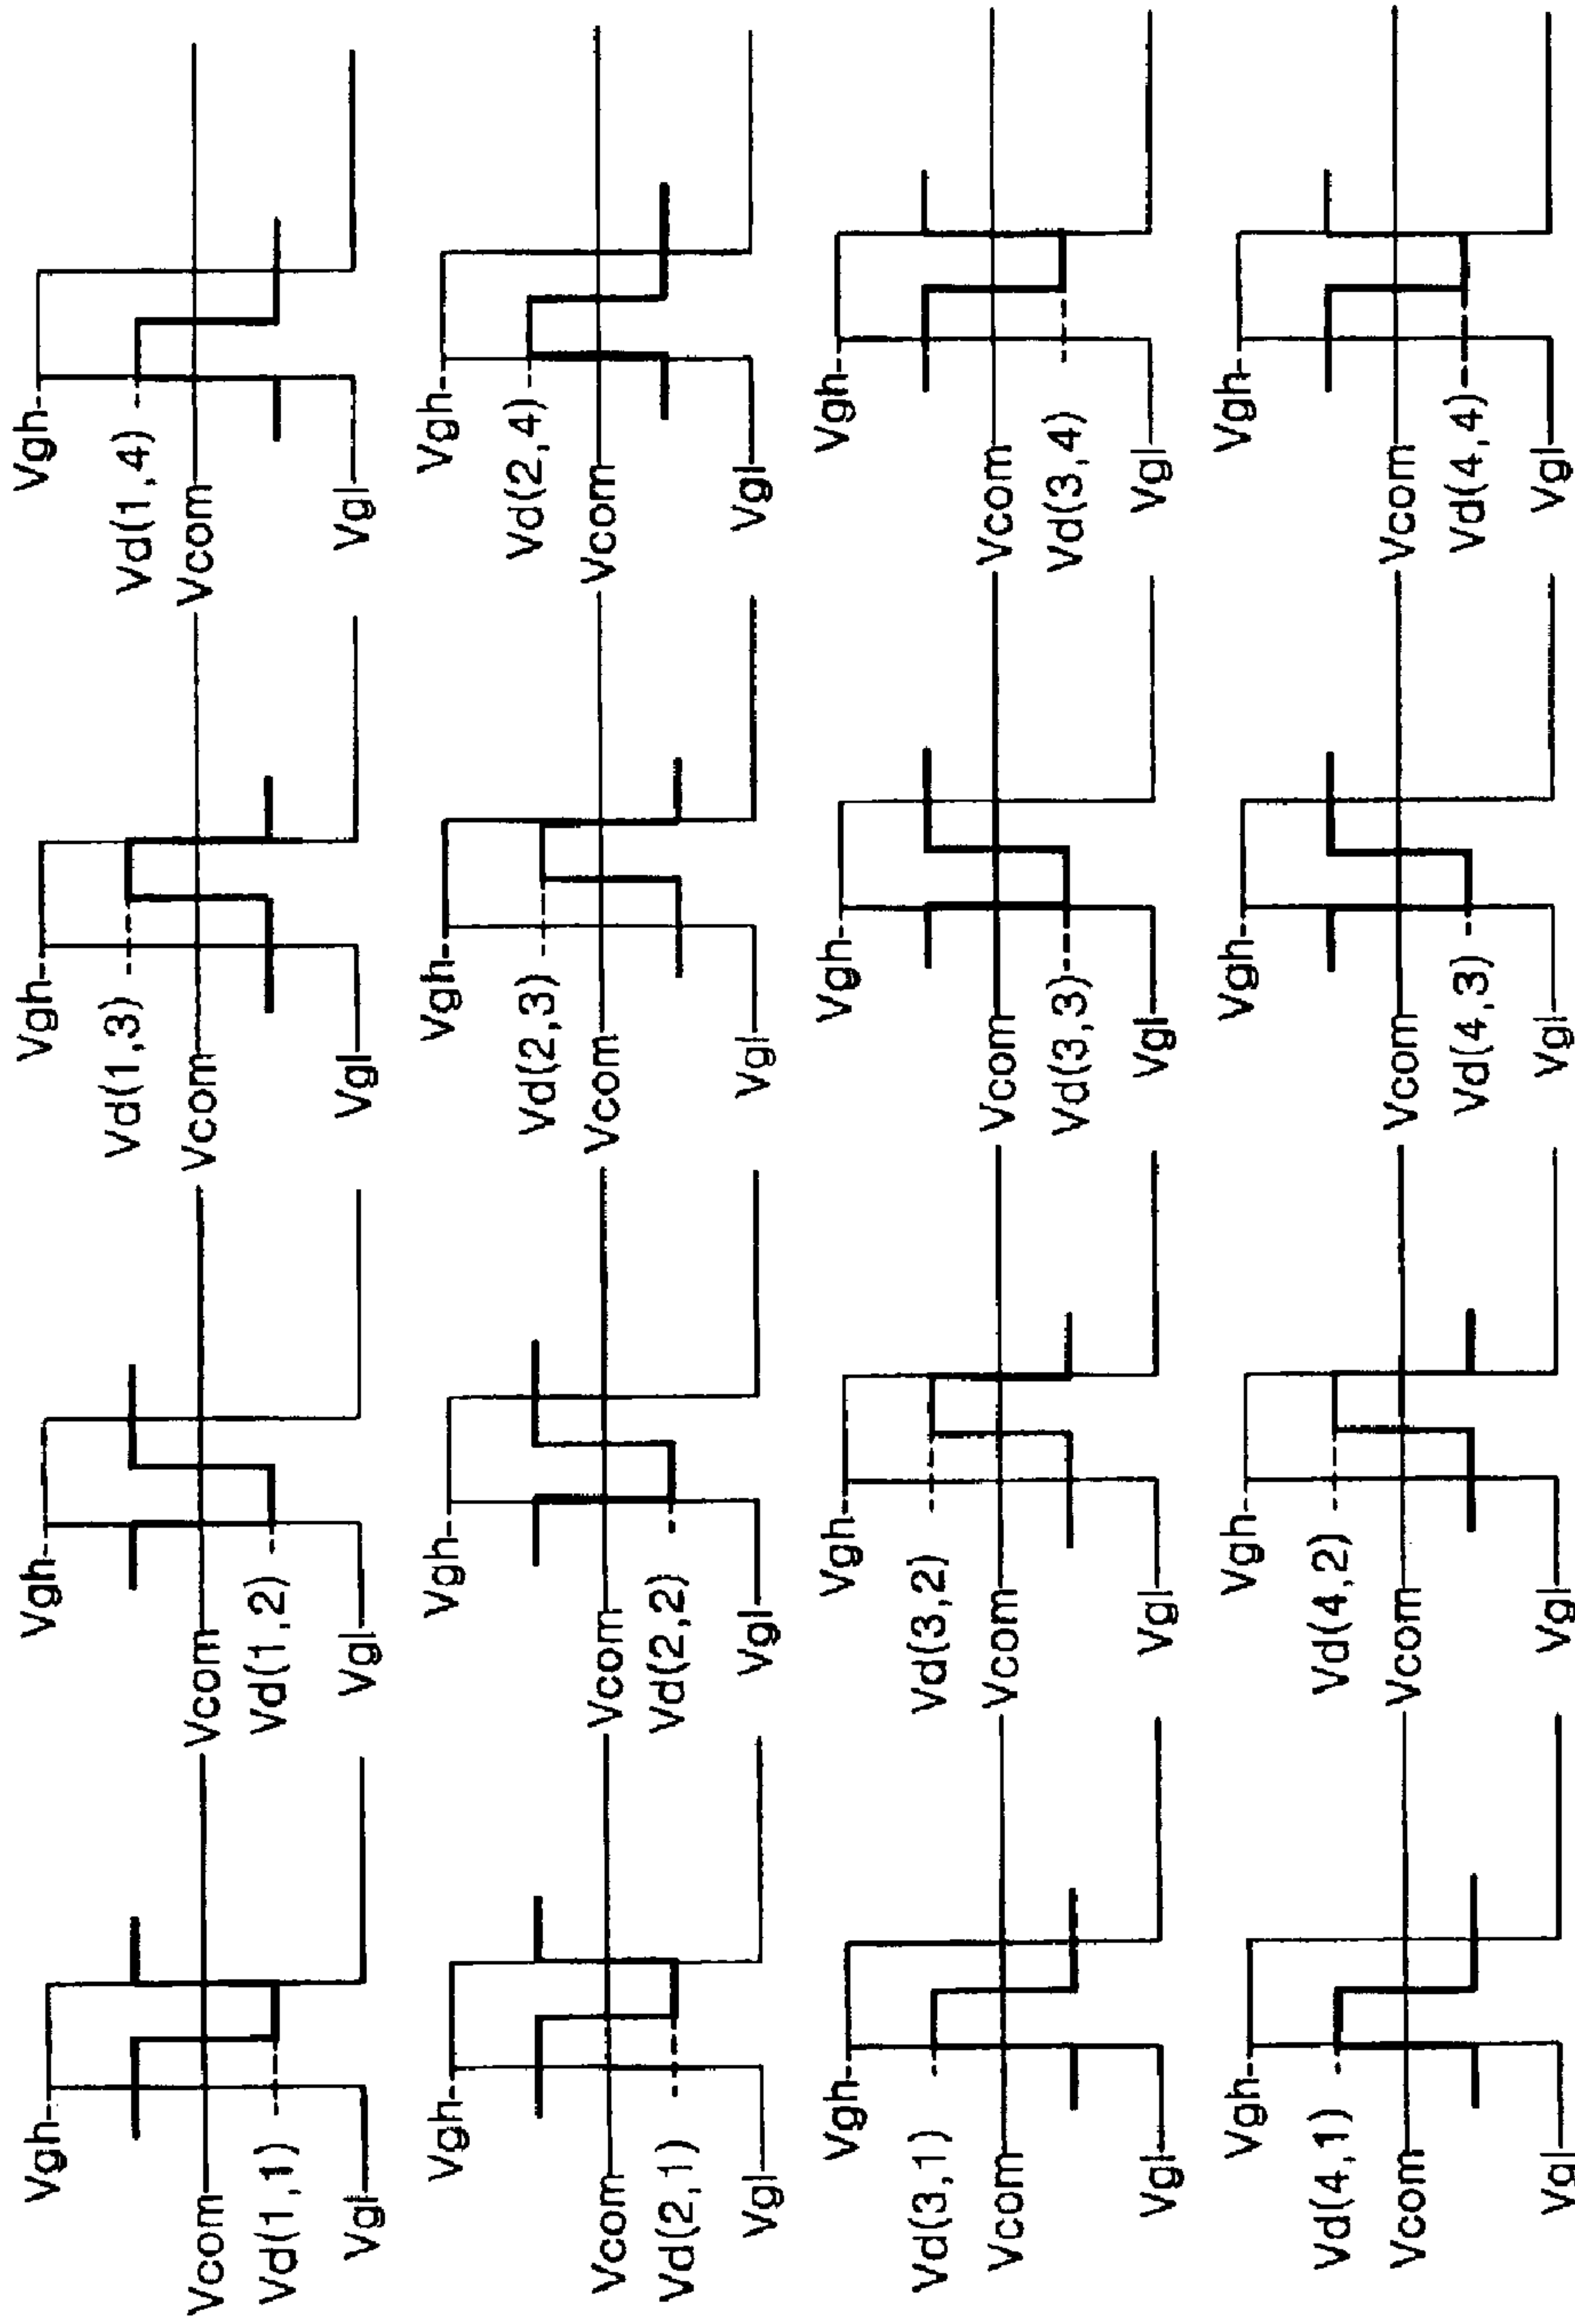 Vgh
Vcom
Vd(1,1)
Vgl
Vgh
Vcom
Vd(1,2)
Vgl
Vgh
Vd(1,3)
Vcom
Vgl
Vgh
Vd(1,4)
Vcom
Vgl
Vgh
Vcom
Vd(2,1)
Vgl
Vgh
Vcom
Vd(2,2)
Vgl
Vgh
Vd(2,3)
Vcom
Vgl
Vgh
Vd(2,4)
Vcom
Vgl
Vgh
Vd(3,1)
Vcom
Vgl
Vgh
Vd(3,2)
Vcom
Vgl
Vgh
Vcom
Vd(3,3)
Vgl
Vgh
Vcom
Vd(3,4)
Vgl
Vgh
Vd(4,1)
Vcom
Vgl
Vgh
Vd(4,2)
Vcom
Vgl
Vgh
Vcom
Vd(4,3)
Vgl
Vgh
Vcom
Vd(4,4)
Vgl